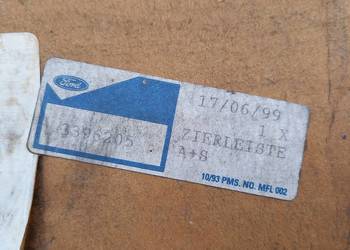 Ford
17/06/99
1 X
3398205
ZIERLEISTE
A+S
10/93 PMS. NO. MFL 002